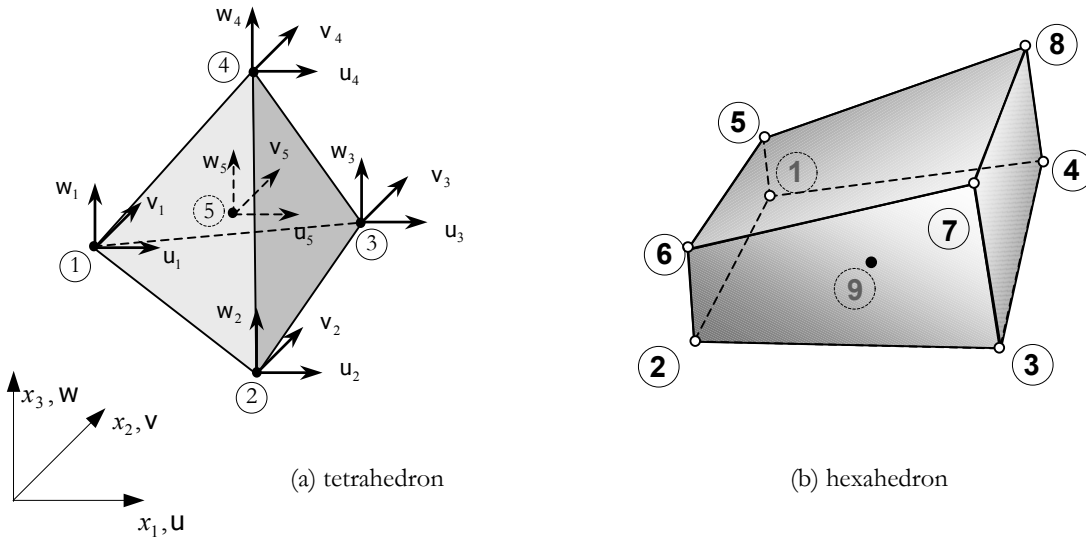 w₄
v₄
④ u₄
w₅ v₅ w₃ v₃
w₁ v₁
⑤ u₅ ③ u₃
① u₁
w₂ v₂
② u₂
x₃, w
x₂, v
x₁, u
(a) tetrahedron
8
5
1 4
7
6
9
2 3
(b) hexahedron